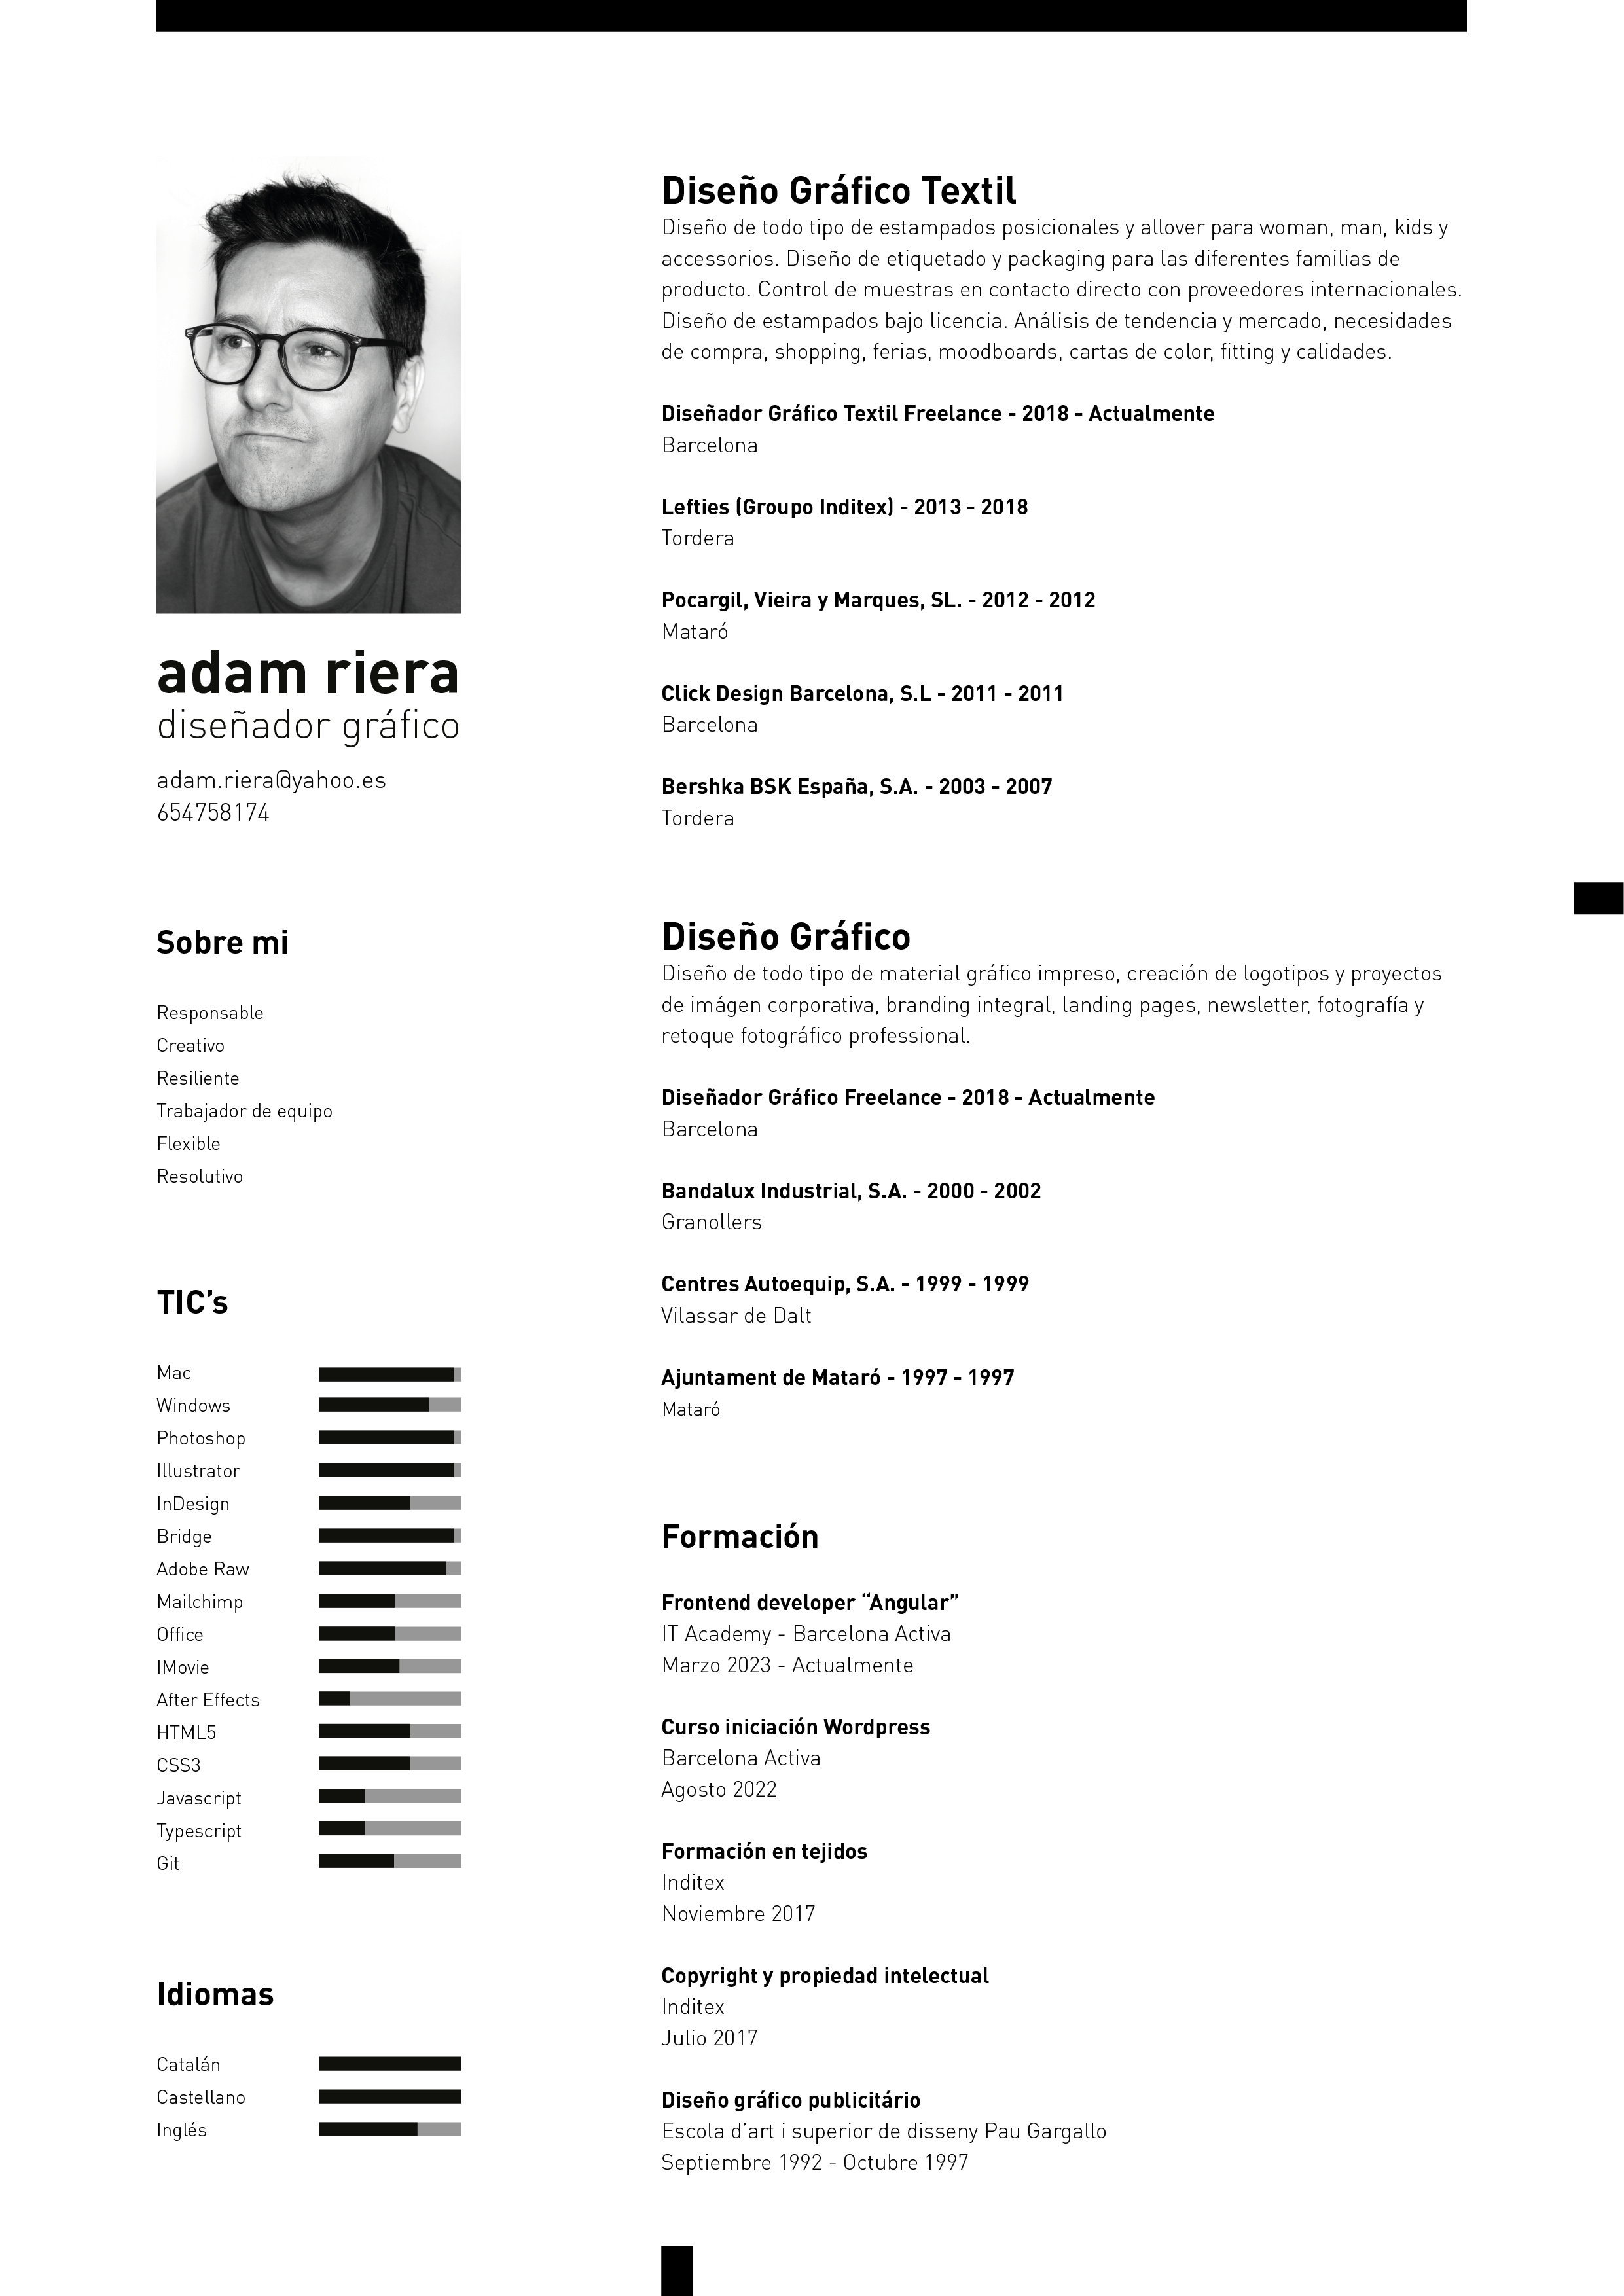 adam riera
diseñador gráfico
adam.riera@yahoo.es
654758174
Sobre mi
Responsable
Creativo
Resiliente
Trabajador de equipo
Flexible
Resolutivo
TIC’s
Mac
Windows
Photoshop
Illustrator
InDesign
Bridge
Adobe Raw
Mailchimp
Office
IMovie
After Effects
HTML5
CSS3
Javascript
Typescript
Git
Idiomas
Catalán
Castellano
Inglés
Diseño Gráfico Textil
Diseño de todo tipo de estampados posicionales y allover para woman, man, kids y
accessorios. Diseño de etiquetado y packaging para las diferentes familias de
producto. Control de muestras en contacto directo con proveedores internacionales.
Diseño de estampados bajo licencia. Análisis de tendencia y mercado, necesidades
de compra, shopping, ferias, moodboards, cartas de color, fitting y calidades.
Diseñador Gráfico Textil Freelance - 2018 - Actualmente
Barcelona
Lefties (Groupo Inditex) - 2013 - 2018
Tordera
Pocargil, Vieira y Marques, SL. - 2012 - 2012
Mataró
Click Design Barcelona, S.L - 2011 - 2011
Barcelona
Bershka BSK España, S.A. - 2003 - 2007
Tordera
Diseño Gráfico
Diseño de todo tipo de material gráfico impreso, creación de logotipos y proyectos
de imágen corporativa, branding integral, landing pages, newsletter, fotografía y
retoque fotográfico professional.
Diseñador Gráfico Freelance - 2018 - Actualmente
Barcelona
Bandalux Industrial, S.A. - 2000 - 2002
Granollers
Centres Autoequip, S.A. - 1999 - 1999
Vilassar de Dalt
Ajuntament de Mataró - 1997 - 1997
Mataró
Formación
Frontend developer “Angular”
IT Academy - Barcelona Activa
Marzo 2023 - Actualmente
Curso iniciación Wordpress
Barcelona Activa
Agosto 2022
Formación en tejidos
Inditex
Noviembre 2017
Copyright y propiedad intelectual
Inditex
Julio 2017
Diseño gráfico publicitário
Escola d’art i superior de disseny Pau Gargallo
Septiembre 1992 - Octubre 1997